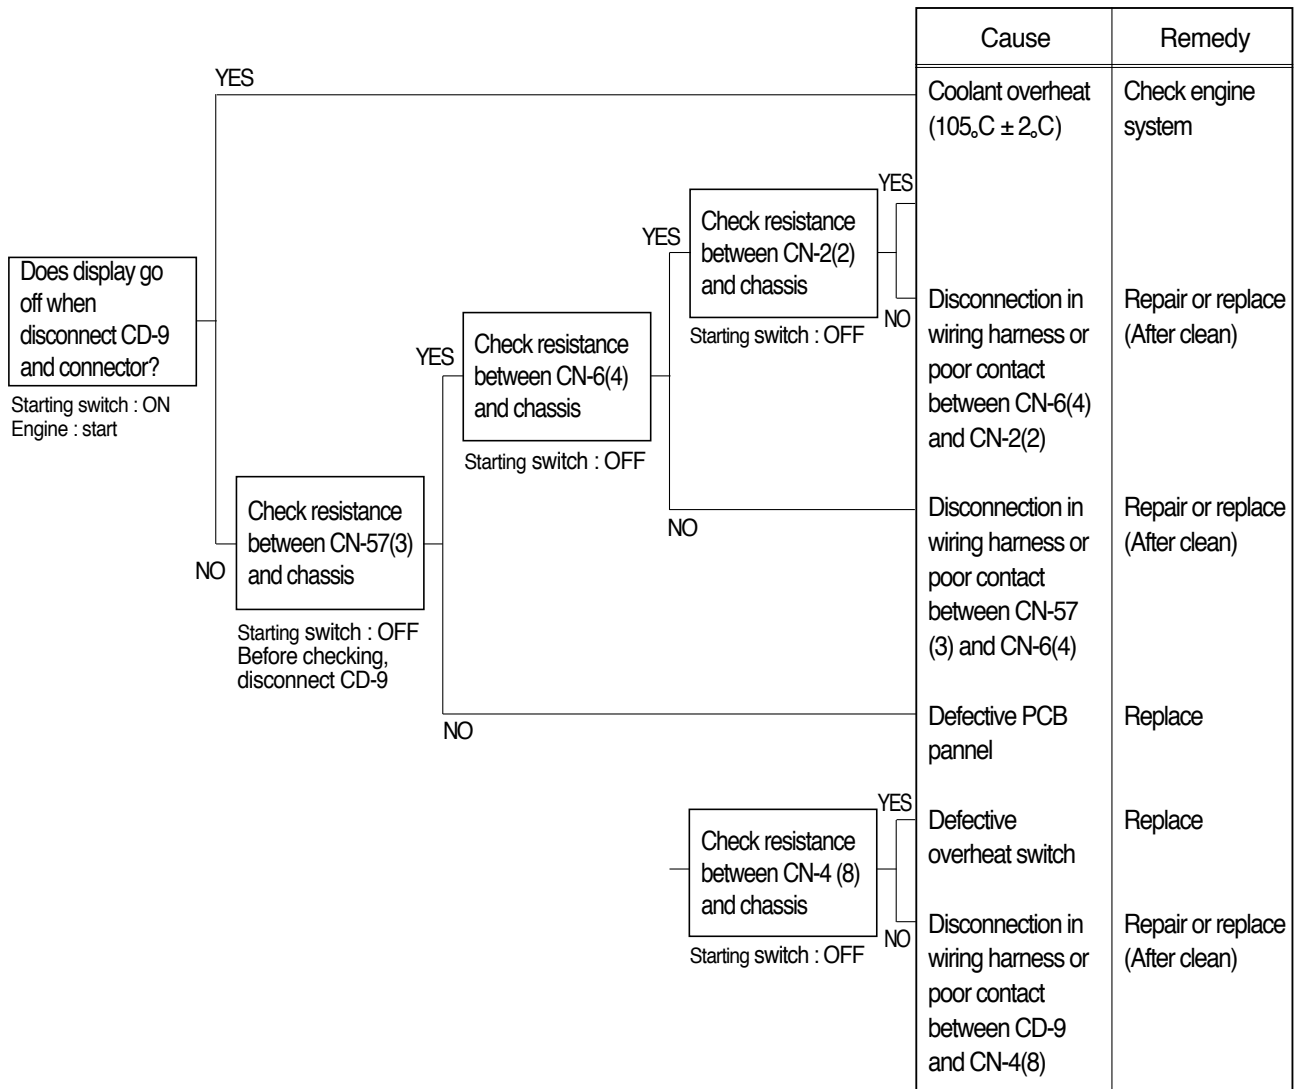 Cause
Remedy
YES
Coolant overheat
(105°C ± 2°C)
Check engine
system
YES
Check resistance
between CN-2(2)
and chassis
YES
NO
Starting switch : OFF
Does display go
off when
disconnect CD-9
and connector?
Starting switch : ON
Engine : start
Disconnection in
wiring harness or
poor contact
between CN-6(4)
and CN-2(2)
Repair or replace
(After clean)
YES
Check resistance
between CN-6(4)
and chassis
Starting switch : OFF
NO
Check resistance
between CN-57(3)
and chassis
NO
Starting switch : OFF
Before checking,
disconnect CD-9
Disconnection in
wiring harness or
poor contact
between CN-57
(3) and CN-6(4)
Repair or replace
(After clean)
NO
Defective PCB
pannel
Replace
YES
Check resistance
between CN-4 (8)
and chassis
NO
Starting switch : OFF
Defective
overheat switch
Replace
Disconnection in
wiring harness or
poor contact
between CD-9
and CN-4(8)
Repair or replace
(After clean)